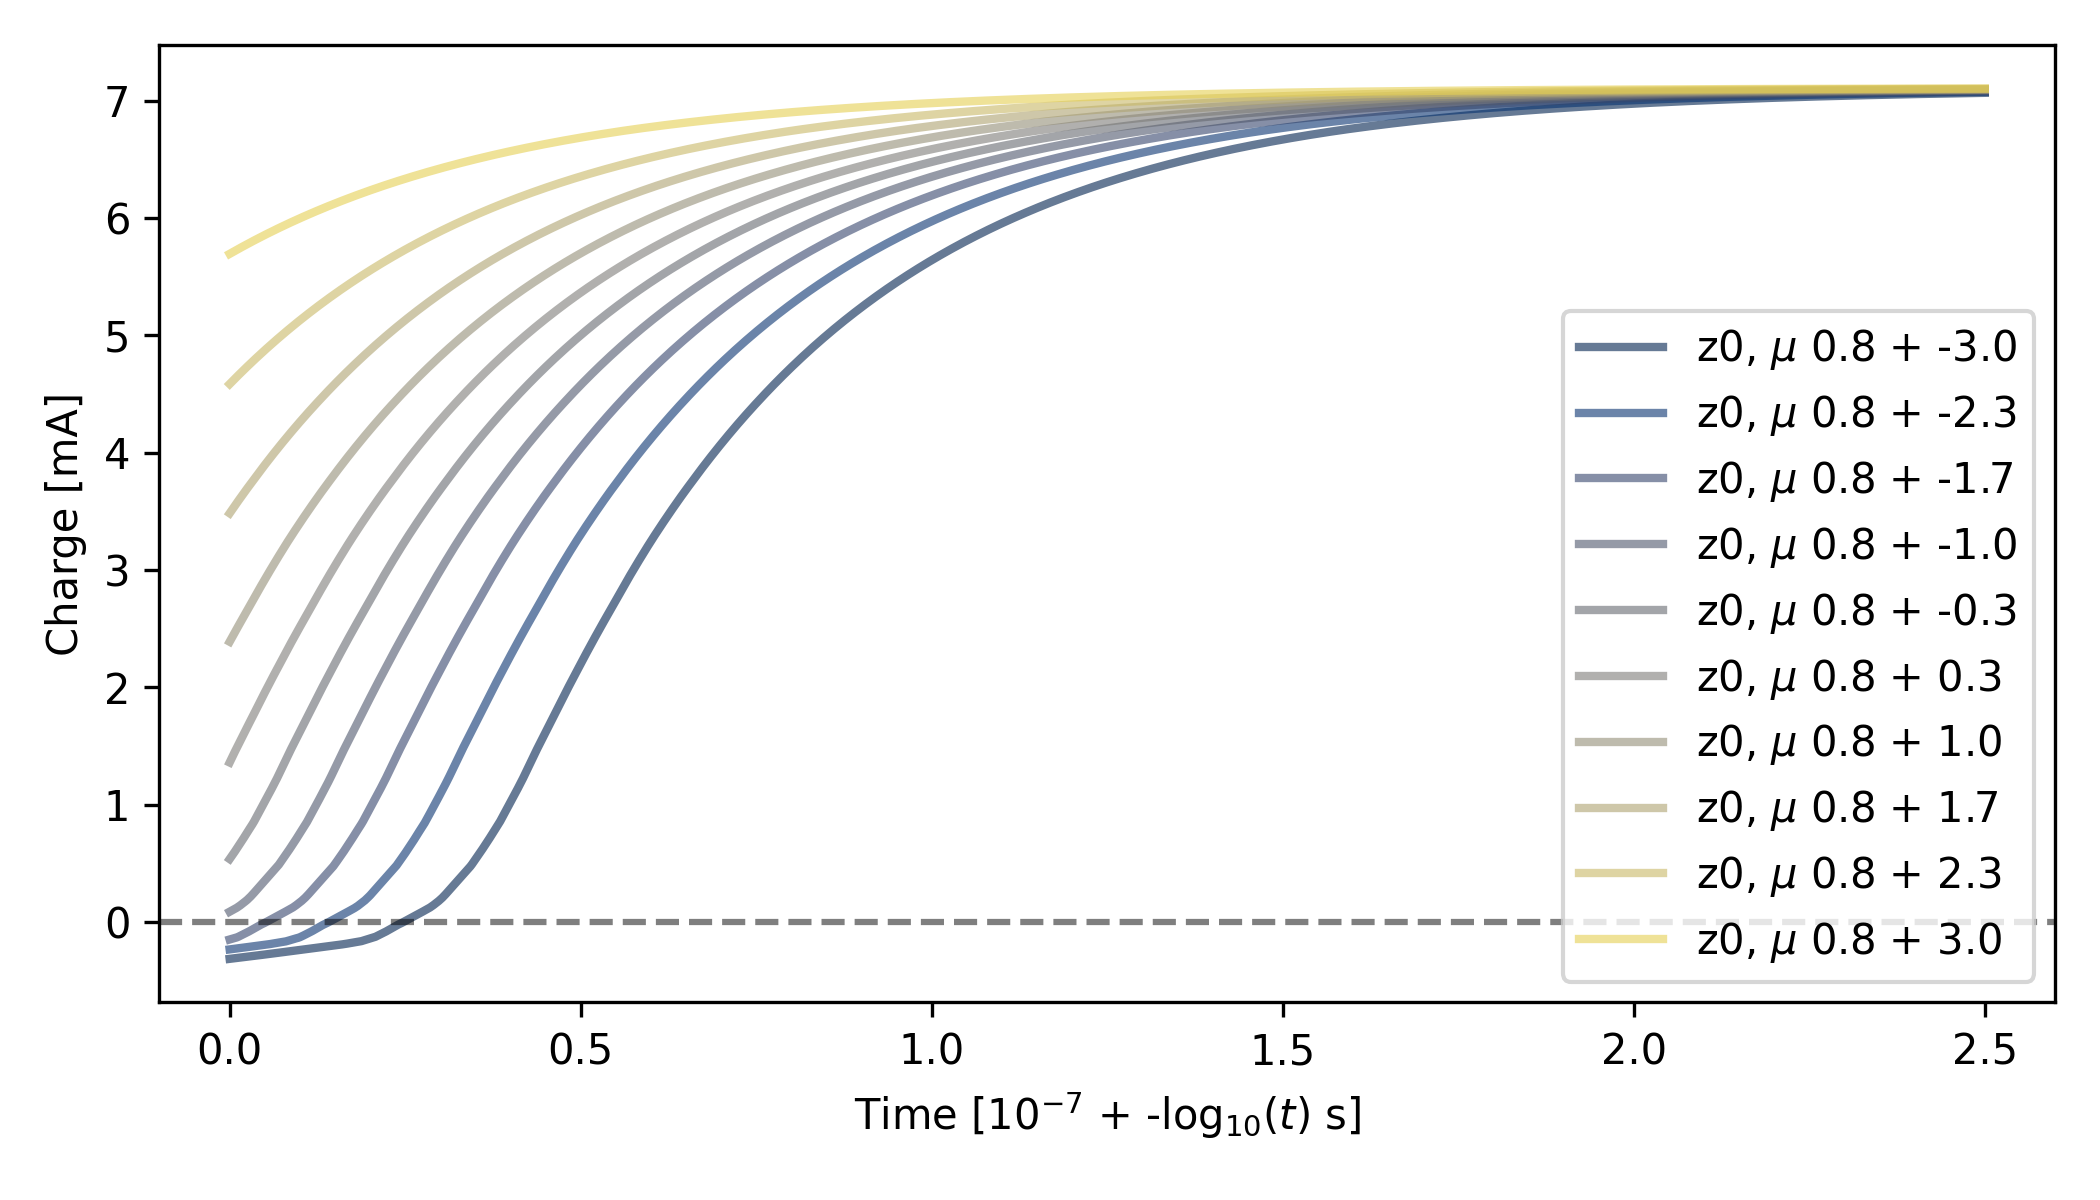 7
6
5
4
3
2
1
0
Charge [mA]
0.0 0.5 1.0 1.5 2.0 2.5
Time [10⁻⁷ + -log₁₀(t) s]
z0, μ 0.8 + -3.0
z0, μ 0.8 + -2.3
z0, μ 0.8 + -1.7
z0, μ 0.8 + -1.0
z0, μ 0.8 + -0.3
z0, μ 0.8 + 0.3
z0, μ 0.8 + 1.0
z0, μ 0.8 + 1.7
z0, μ 0.8 + 2.3
z0, μ 0.8 + 3.0